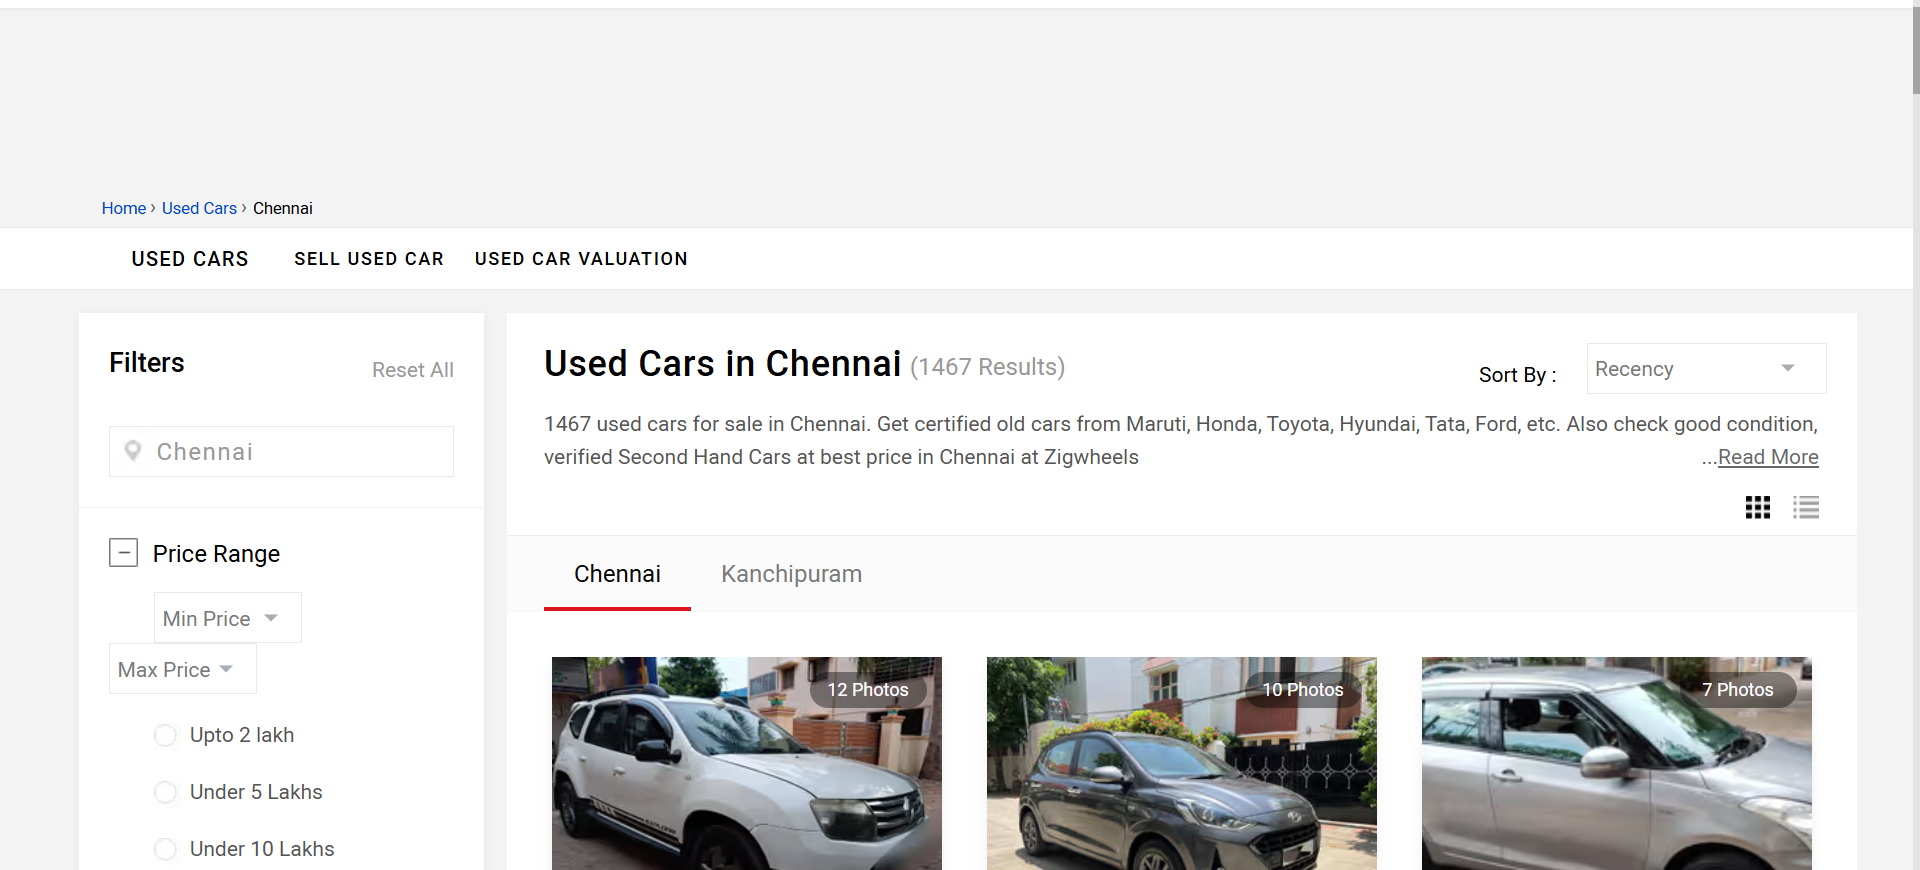 Home › Used Cars › Chennai
USED CARS SELL USED CAR USED CAR VALUATION
Filters
Reset All
Chennai
Price Range
Min Price
Max Price
Upto 2 lakh
Under 5 Lakhs
Under 10 Lakhs
Used Cars in Chennai (1467 Results)
Sort By :
Recency
1467 used cars for sale in Chennai. Get certified old cars from Maruti, Honda, Toyota, Hyundai, Tata, Ford, etc. Also check good condition,
verified Second Hand Cars at best price in Chennai at Zigwheels
...Read More
Chennai Kanchipuram
12 Photos
10 Photos
7 Photos